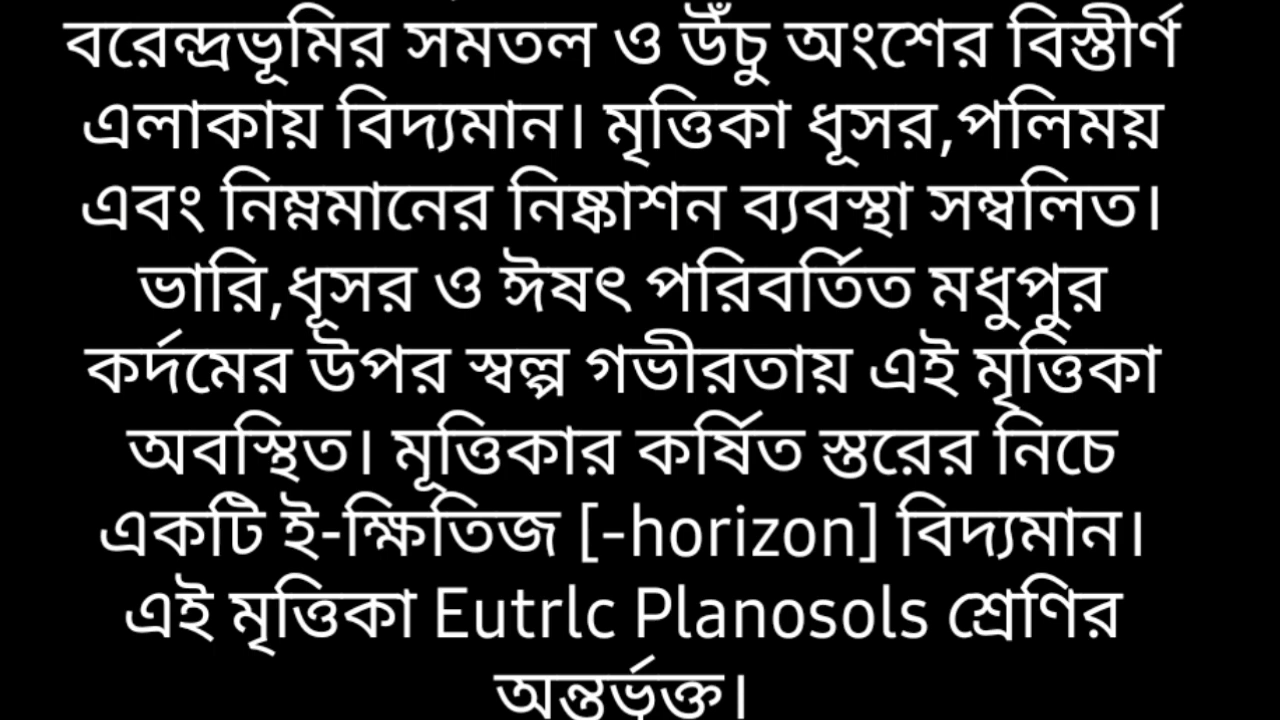 বরেন্দ্রভূমির সমতল ও উঁচু অংশের বিস্তীর্ণ
এলাকায় বিদ্যমান। মৃত্তিকা ধূসর,পলিময়
এবং নিম্নমানের নিষ্কাশন ব্যবস্থা সম্বলিত।
ভারি,ধূসর ও ঈষৎ পরিবর্তিত মধুপুর
কর্দমের উপর স্বল্প গভীরতায় এই মৃত্তিকা
অবস্থিত। মূত্তিকার কর্ষিত স্তরের নিচে
একটি ই-ক্ষিতিজ [-horizon] বিদ্যমান।
এই মৃত্তিকা Eutrlc Planosols শ্রেণির
অন্তর্ভুক্ত।